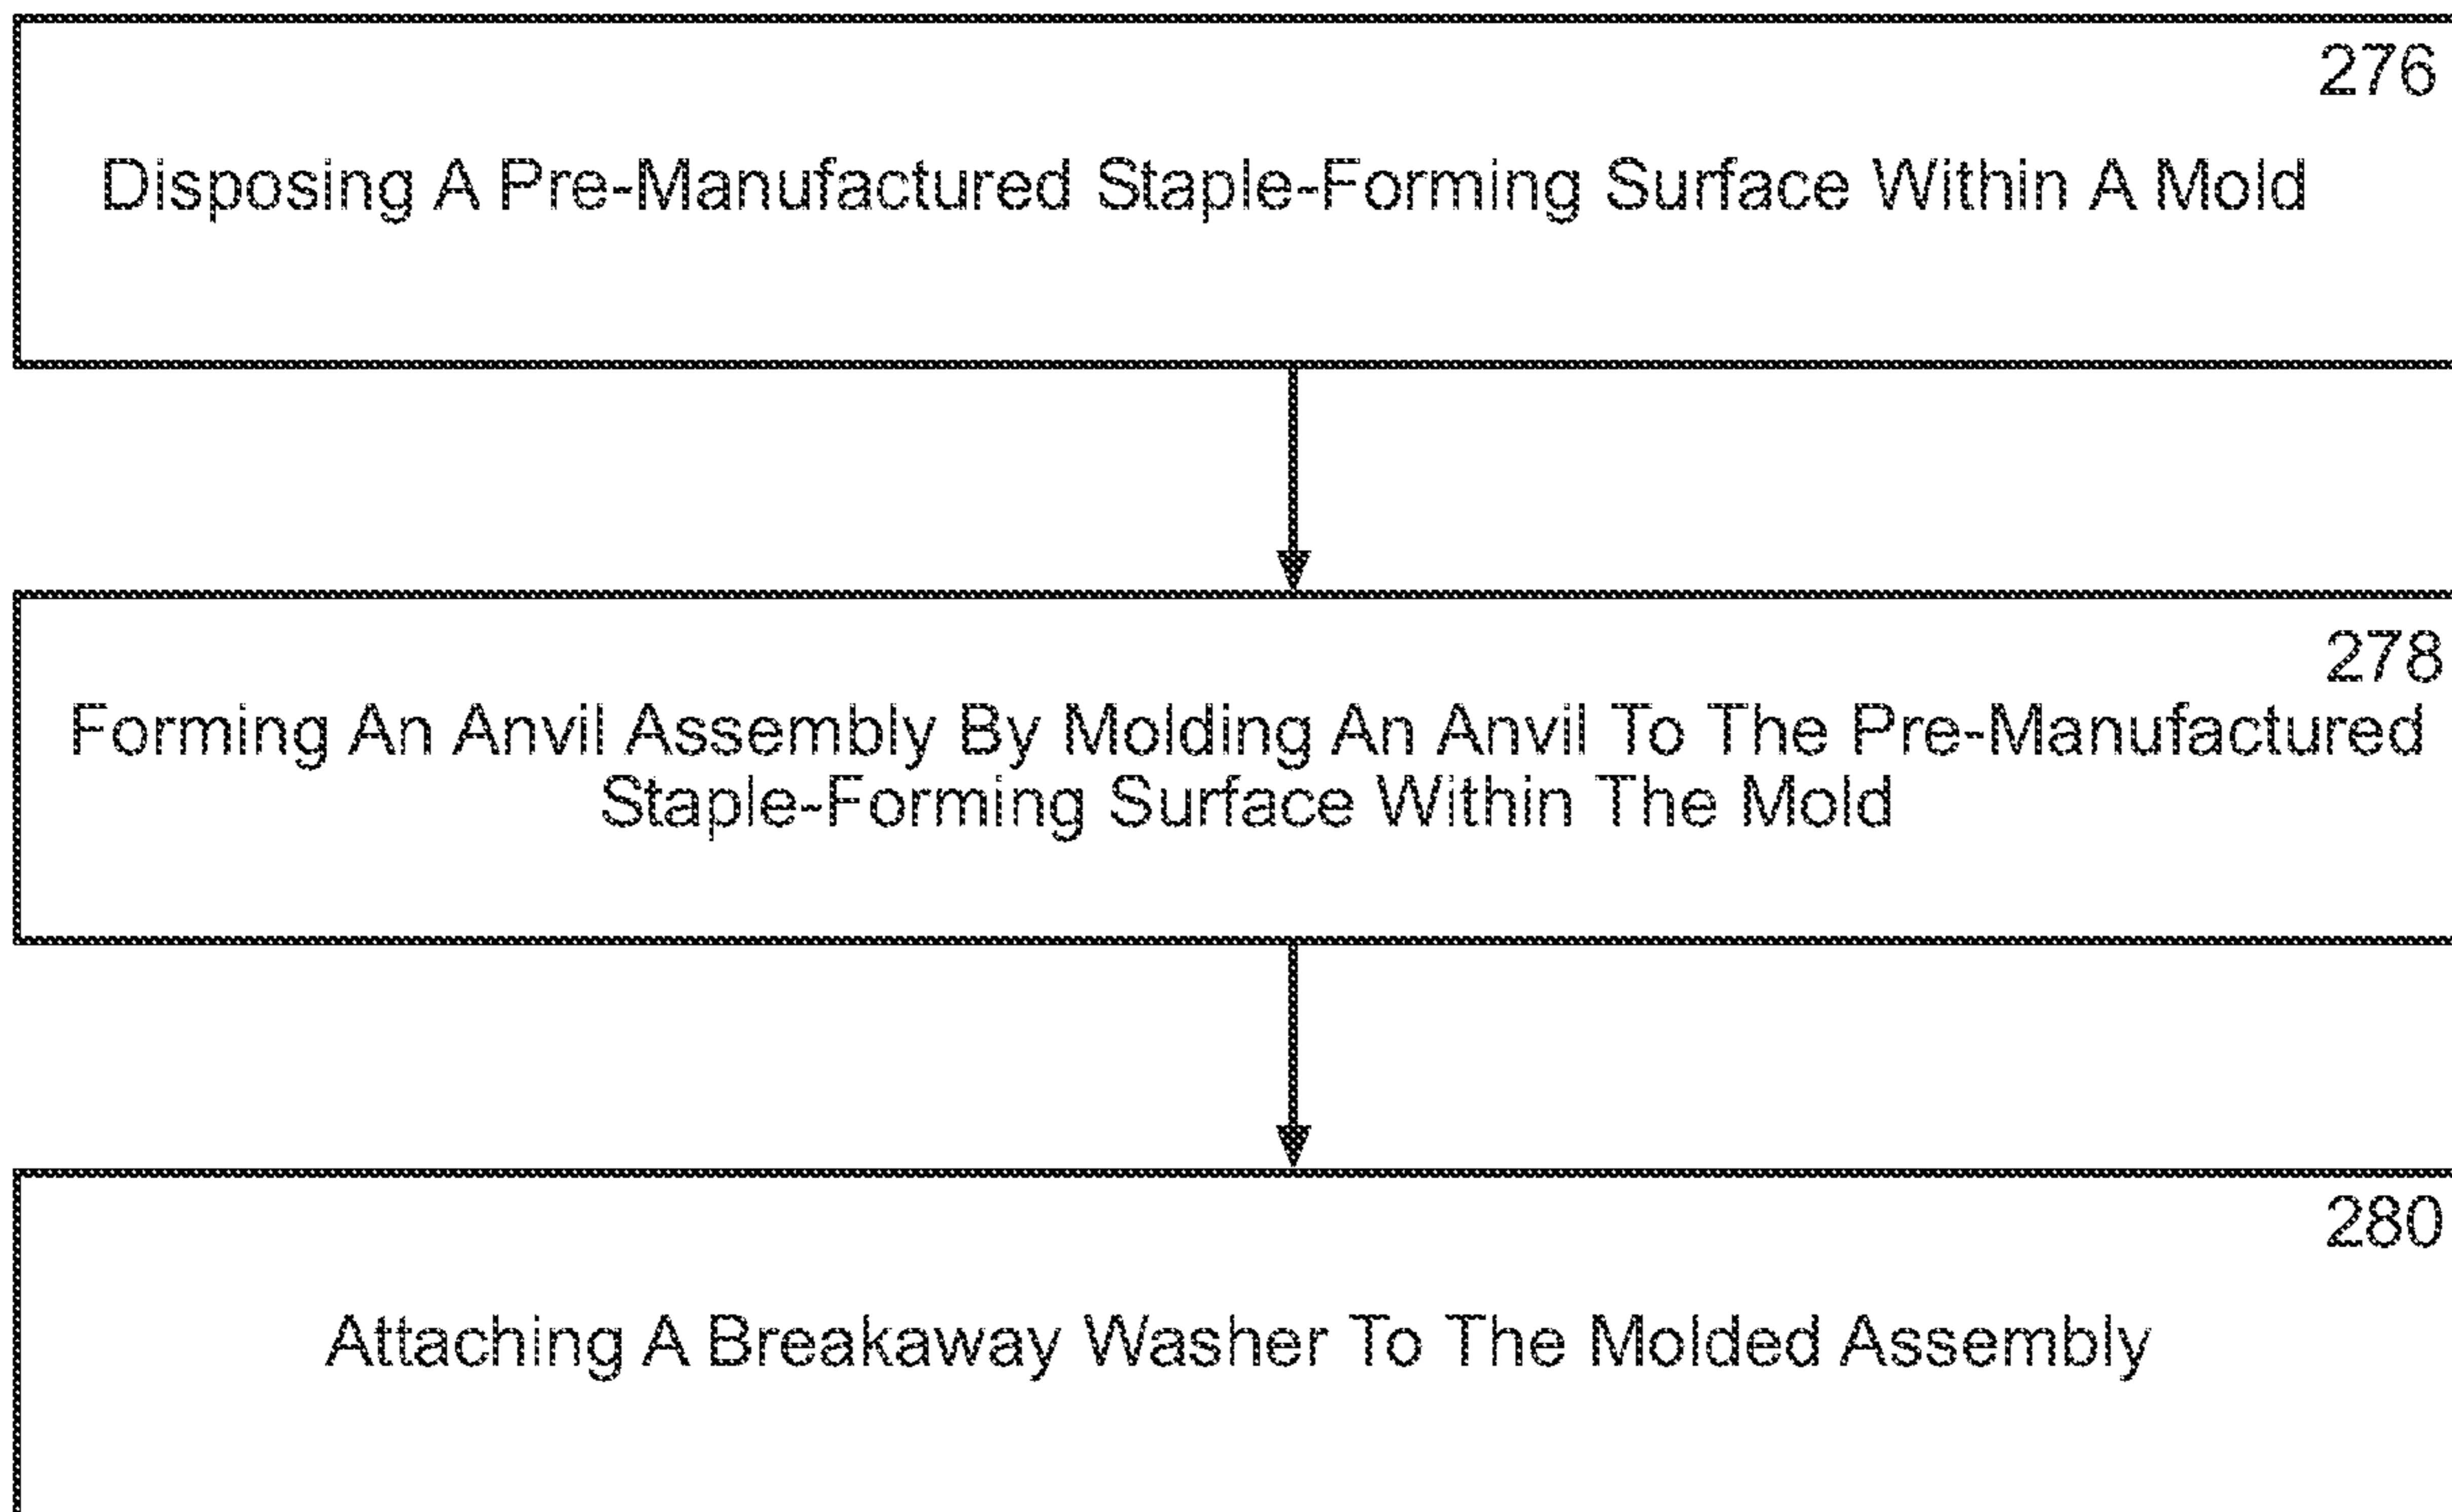 276
Disposing A Pre-Manufactured Staple-Forming Surface Within A Mold
278
Forming An Anvil Assembly By Molding An Anvil To The Pre-Manufactured
Staple-Forming Surface Within The Mold
280
Attaching A Breakaway Washer To The Molded Assembly